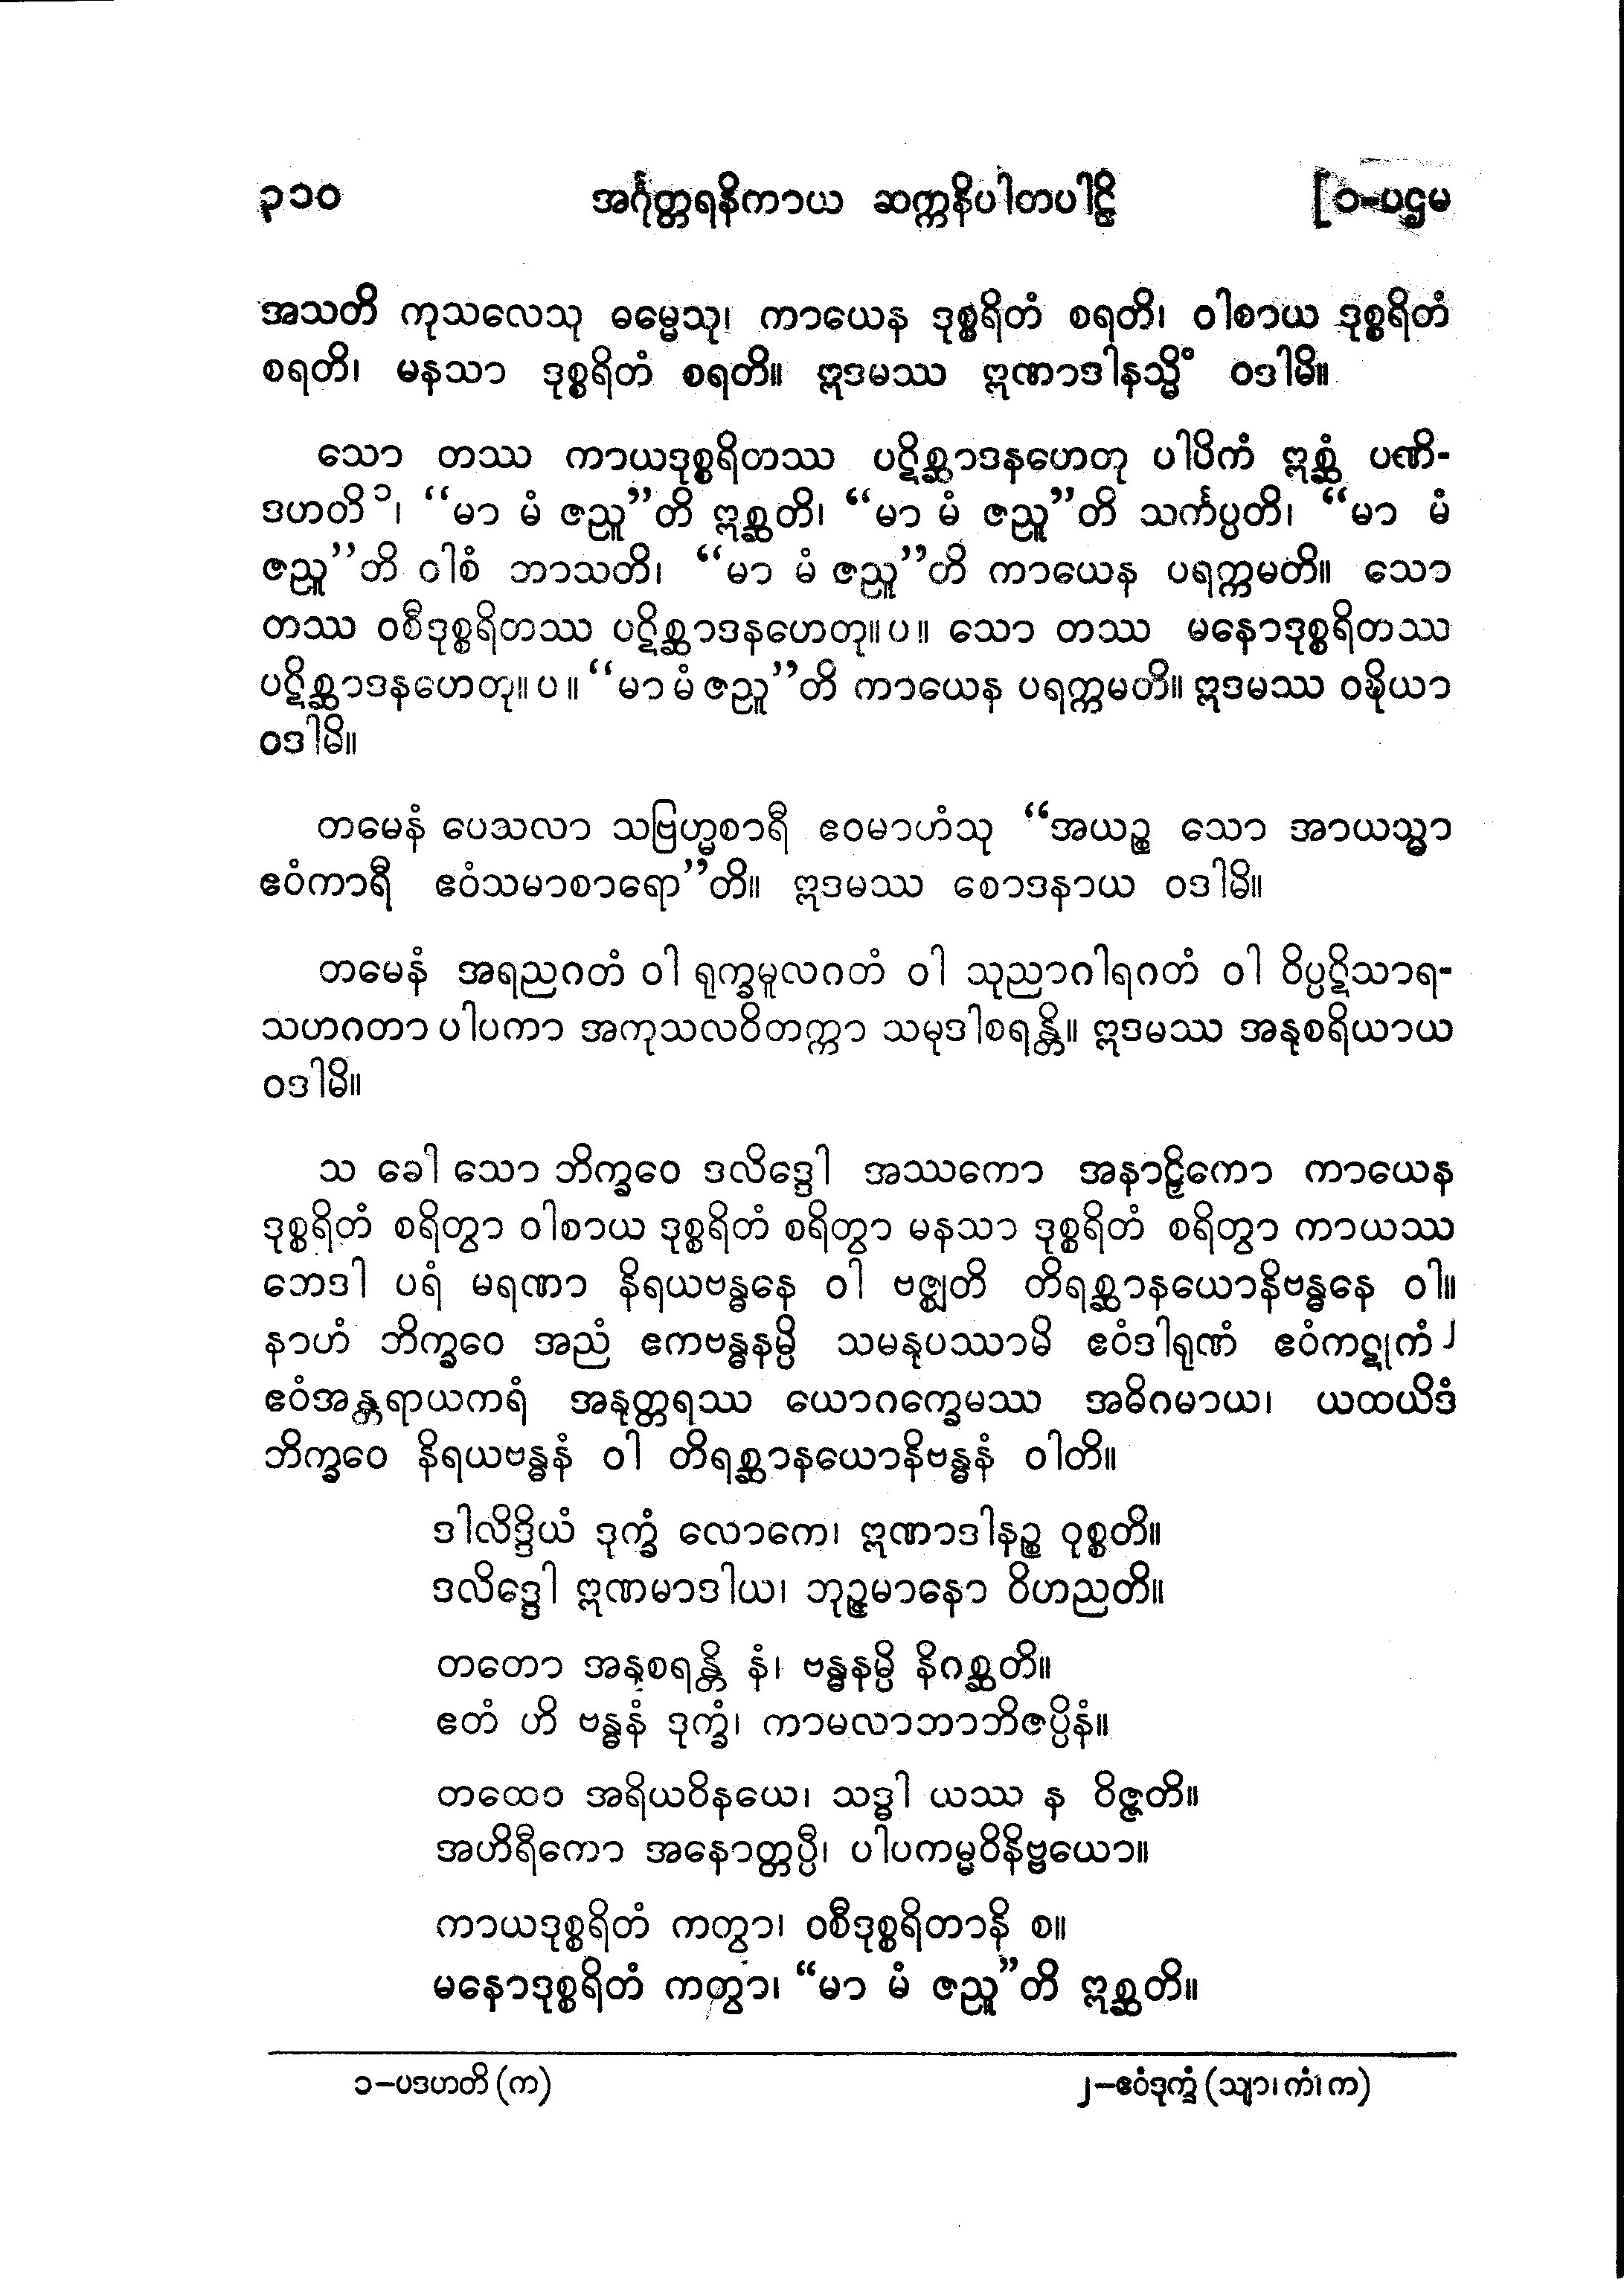 ၃၁၀ အင်္ဂုတ္တရနိကာယ ဆက္ကနိပါတပါဠိ [၁-ပဌမ
အသတိ ကုသလေသု ဓမ္မေသု၊ ကာယေန ဒုစ္စရိတံ စရတိ၊ ဝါစာယ ဒုစ္စရိတံ
စရတိ၊ မနသာ ဒုစ္စရိတံ စရတိ။ ဣဒမဿ ဣဏာဒါနသ္မိံ ဝဒါမိ။
သော တဿ ကာယဒုစ္စရိတဿ ပဋိစ္ဆာဒနဟေတု ပါပိကံ ဣစ္ဆံ ပဏိ-
ဒဟတိ၁၊ “မာ မံ ဇညူ”တိ ဣစ္ဆတိ၊ “မာ မံ ဇညူ”တိ သင်္ကပ္ပတိ၊ “မာ မံ
ဇညူ”တိ ဝါစံ ဘာသတိ၊ “မာ မံ ဇညူ”တိ ကာယေန ပရက္ကမတိ။ သော
တဿ ဝစီဒုစ္စရိတဿ ပဋိစ္ဆာဒနဟေတု။ပ။ သော တဿ မနောဒုစ္စရိတဿ
ပဋိစ္ဆာဒနဟေတု။ပ။ “မာ မံ ဇညူ”တိ ကာယေန ပရက္ကမတိ။ ဣဒမဿ ဝဍ္ဎိယာ
ဝဒါမိ။
တမေနံ ပေသလာ သဗြဟ္မစာရီ ဧဝမာဟံသု “အယဉ္စ သော အာယသ္မာ
ဧဝံကာရီ ဧဝံသမာစာရော”တိ။ ဣဒမဿ စောဒနာယ ဝဒါမိ။
တမေနံ အရညဂတံ ဝါ ရုက္ခမူလဂတံ ဝါ သုညာဂါရဂတံ ဝါ ဝိပ္ပဋိသာရ-
သဟဂတာ ပါပကာ အကုသလဝိတက္ကာ သမုဒါစရန္တိ။ ဣဒမဿ အနုစရိယာယ
ဝဒါမိ။
သ ခေါ သော ဘိက္ခဝေ ဒလိဒ္ဒေါ အဿကော အနာဠှိကော ကာယေန
ဒုစ္စရိတံ စရိတွာ ဝါစာယ ဒုစ္စရိတံ စရိတွာ မနသာ ဒုစ္စရိတံ စရိတွာ ကာယဿ
ဘေဒါ ပရံ မရဏာ နိရယဗန္ဓနေ ဝါ ဗဇ္ဈတိ တိရစ္ဆာနယောနိဗန္ဓနေ ဝါ။
နာဟံ ဘိက္ခဝေ အညံ ဧကဗန္ဓနမ္ပိ သမနုပဿာမိ ဧဝံဒါရုဏံ ဧဝံကဋုကံ၂
ဧဝံအန္တရာယကရံ အနုတ္တရဿ ယောဂက္ခေမဿ အဓိဂမာယ၊ ယထယိဒံ
ဘိက္ခဝေ နိရယဗန္ဓနံ ဝါ တိရစ္ဆာနယောနိဗန္ဓနံ ဝါတိ။
ဒါလိဒ္ဒိယံ ဒုက္ခံ လောကေ၊ ဣဏာဒါနဉ္စ ဝုစ္စတိ။
ဒလိဒ္ဒေါ ဣဏမာဒါယ၊ ဘုဉ္ဇမာနော ဝိဟညတိ။
တတော အနုစရန္တိ နံ၊ ဗန္ဓနမ္ပိ နိဂစ္ဆတိ။
ဧတံ ဟိ ဗန္ဓနံ ဒုက္ခံ၊ ကာမလာဘာဘိဇပ္ပိနံ။
တထေဝ အရိယဝိနယေ၊ သဒ္ဓါ ယဿ န ဝိဇ္ဇတိ။
အဟိရီကော အနောတ္တပ္ပီ၊ ပါပကမ္မဝိနိဗ္ဗယော။
ကာယဒုစ္စရိတံ ကတွာ၊ ဝစီဒုစ္စရိတာနိ စ။
မနောဒုစ္စရိတံ ကတွာ၊ “မာ မံ ဇညူ”တိ ဣစ္ဆတိ။
၁-ပဒဟတိ (က) ၂-ဧဝံဒုက္ခံ (သျာ၊ ကံ၊ က)